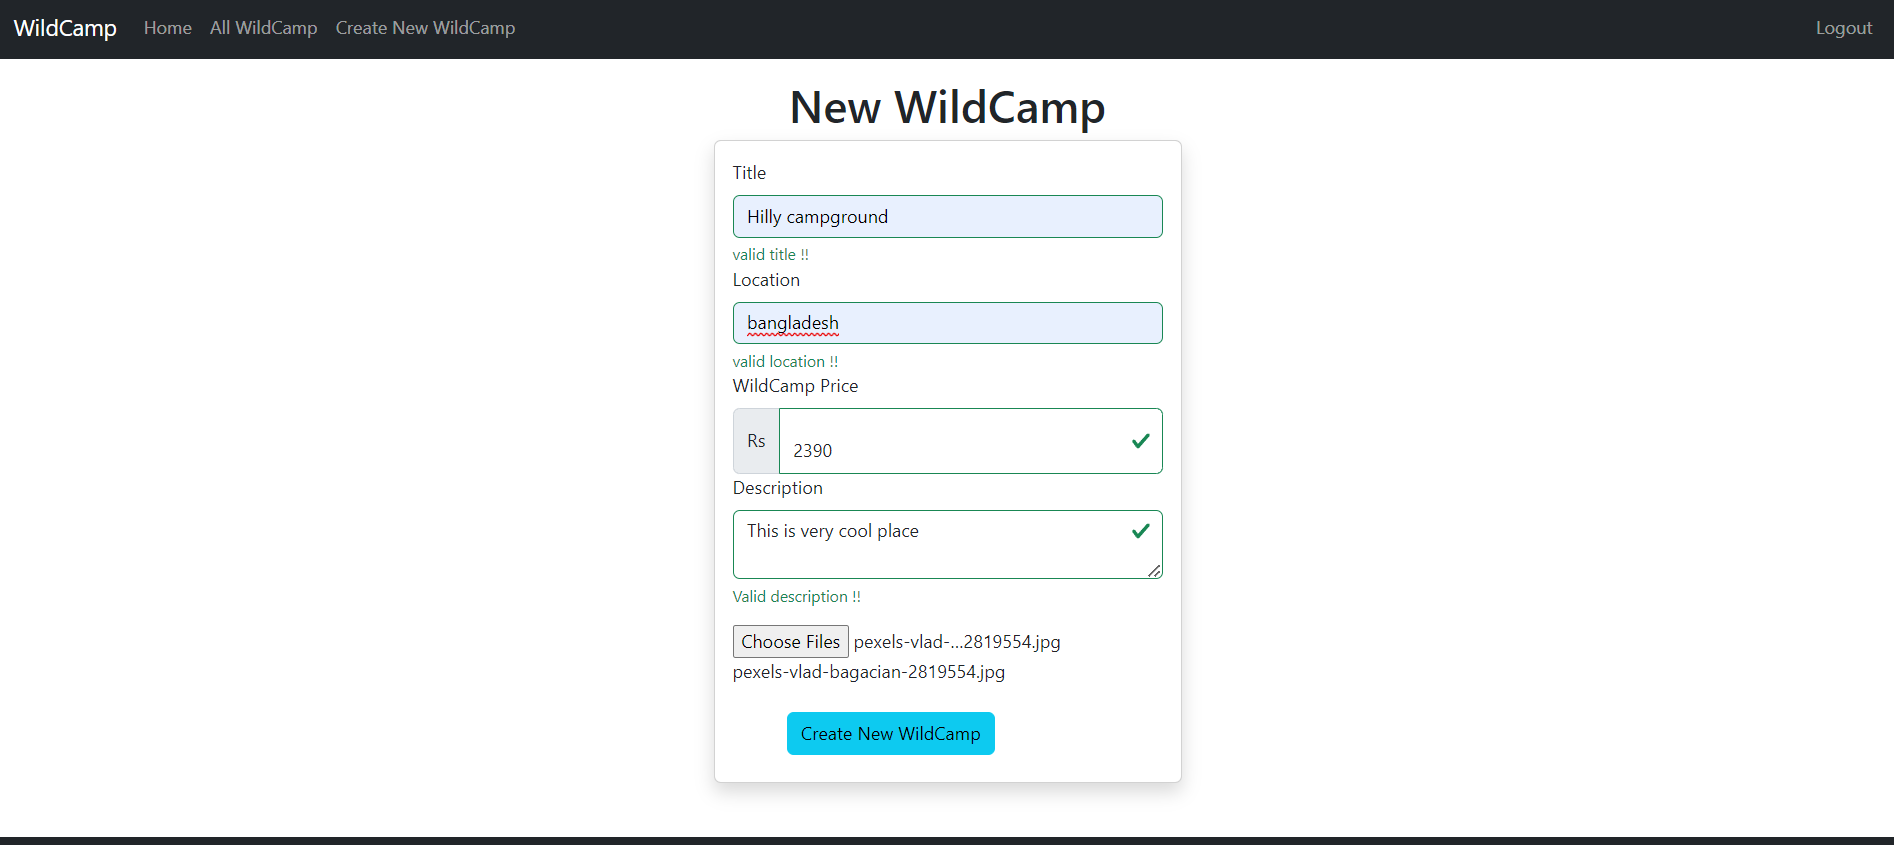 WildCamp Home All WildCamp Create New WildCamp Logout
New WildCamp
Title
Hilly campground
valid title !!
Location
bangladesh
valid location !!
WildCamp Price
Rs 2390
Description
This is very cool place
Valid description !!
Choose Files pexels-vlad-...2819554.jpg
pexels-vlad-bagacian-2819554.jpg
Create New WildCamp